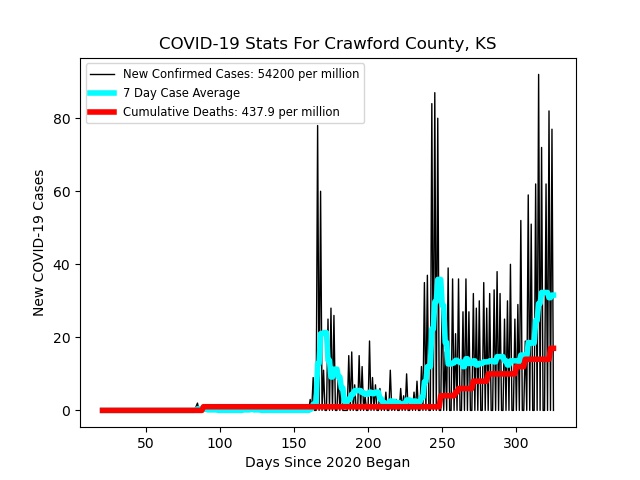 COVID-19 Stats For Crawford County, KS
New Confirmed Cases: 54200 per million
7 Day Case Average
Cumulative Deaths: 437.9 per million
New COVID-19 Cases
80
60
40
20
0
50 100 150 200 250 300
Days Since 2020 Began